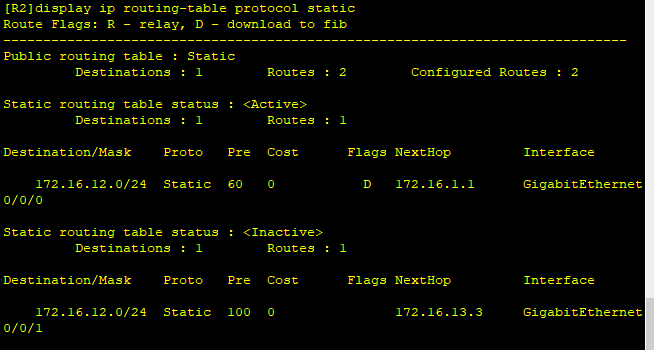 [R2]display ip routing-table protocol static
Route Flags: R - relay, D - download to fib
------------------------------------------------------------------------------
Public routing table : Static
         Destinations : 1        Routes : 2        Configured Routes : 2
Static routing table status : <Active>
         Destinations : 1        Routes : 1
Destination/Mask    Proto   Pre  Cost      Flags NextHop         Interface
    172.16.12.0/24  Static  60   0           D   172.16.1.1      GigabitEthernet
0/0/0
Static routing table status : <Inactive>
         Destinations : 1        Routes : 1
Destination/Mask    Proto   Pre  Cost      Flags NextHop         Interface
    172.16.12.0/24  Static  100  0               172.16.13.3     GigabitEthernet
0/0/1